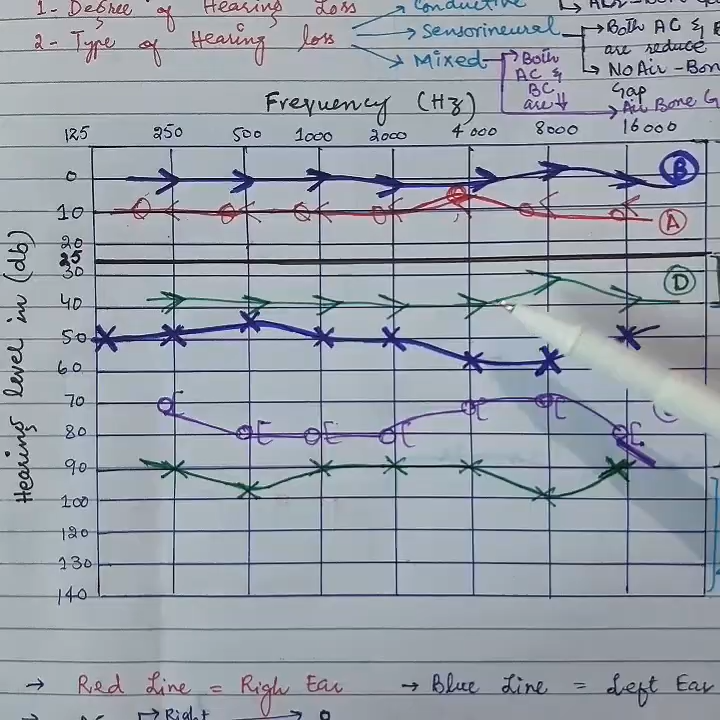 1- Degree of Hearing Loss
2- Type of Hearing loss
Conductive
Sensorineural
Mixed
Both AC &
are reduce
No Air-Bon
Gap
Both
AC &
BC
are ↓↓
Air Bone G
Frequency (Hz)
125 250 500 1000 2000 4000 8000 16000
Hearing level in (db)
0
10
20
25
30
40
50
60
70
80
90
100
120
130
140
B
A
D
→ Red Line = Righ Ear → Blue Line = Left Ear
Right